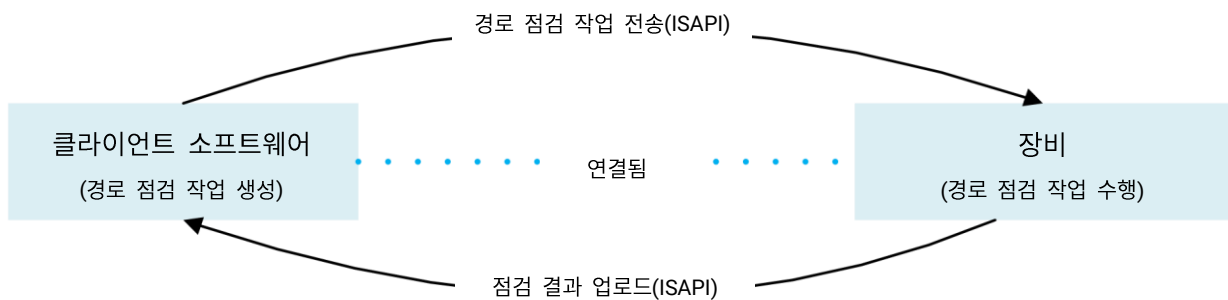 경로 점검 작업 전송(ISAPI)
클라이언트 소프트웨어
(경로 점검 작업 생성)
연결됨
장비
(경로 점검 작업 수행)
점검 결과 업로드(ISAPI)